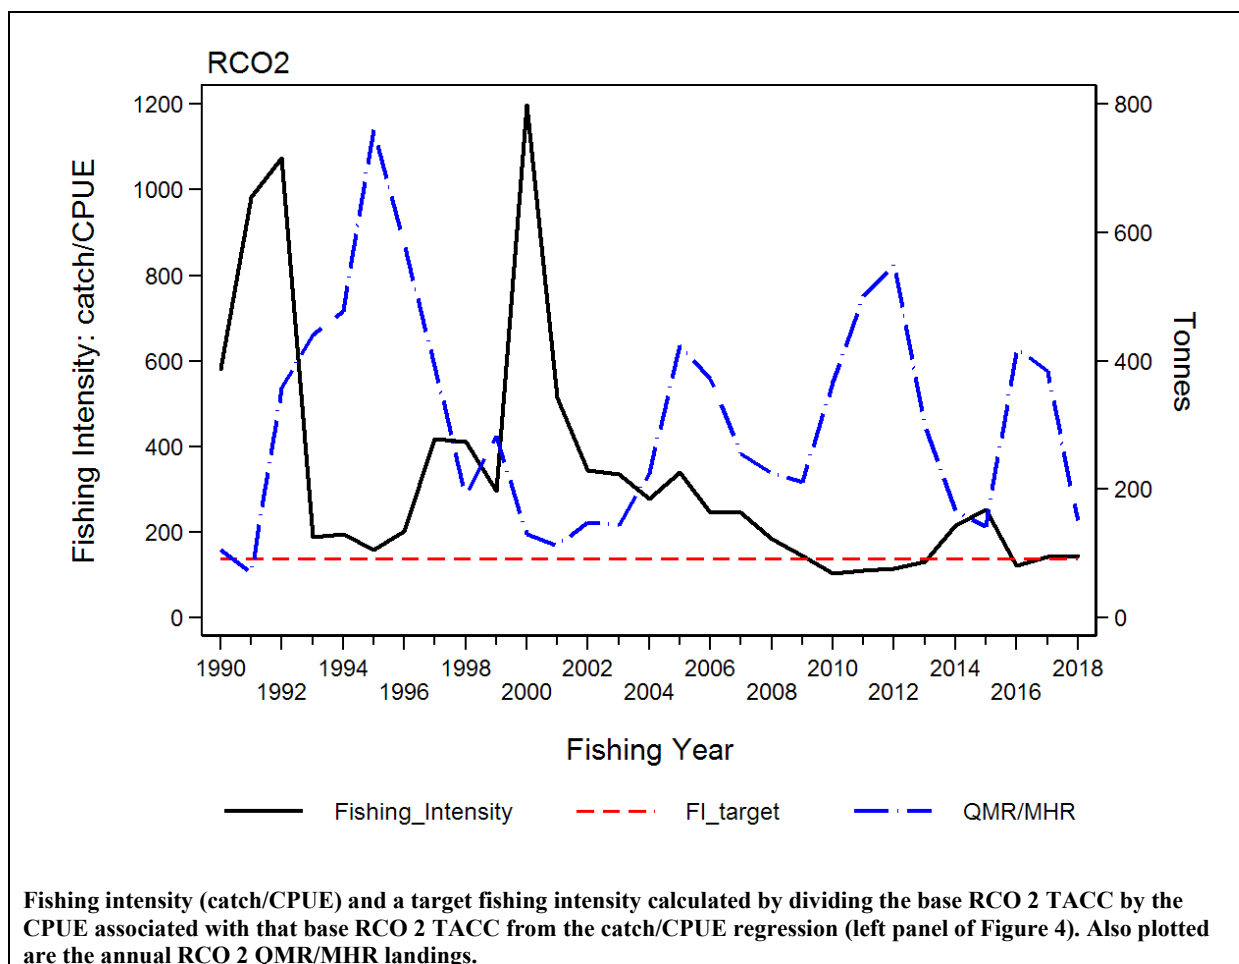 RCO2
1200
1000
800
600
400
200
0
Fishing Intensity: catch/CPUE
800
600
400
200
0
Tonnes
1990 1994 1998 2002 2006 2010 2014 2018
1992 1996 2000 2004 2008 2012 2016
Fishing Year
Fishing_Intensity FI_target QMR/MHR
Fishing intensity (catch/CPUE) and a target fishing intensity calculated by dividing the base RCO 2 TACC by the
CPUE associated with that base RCO 2 TACC from the catch/CPUE regression (left panel of Figure 4). Also plotted
are the annual RCO 2 QMR/MHR landings.